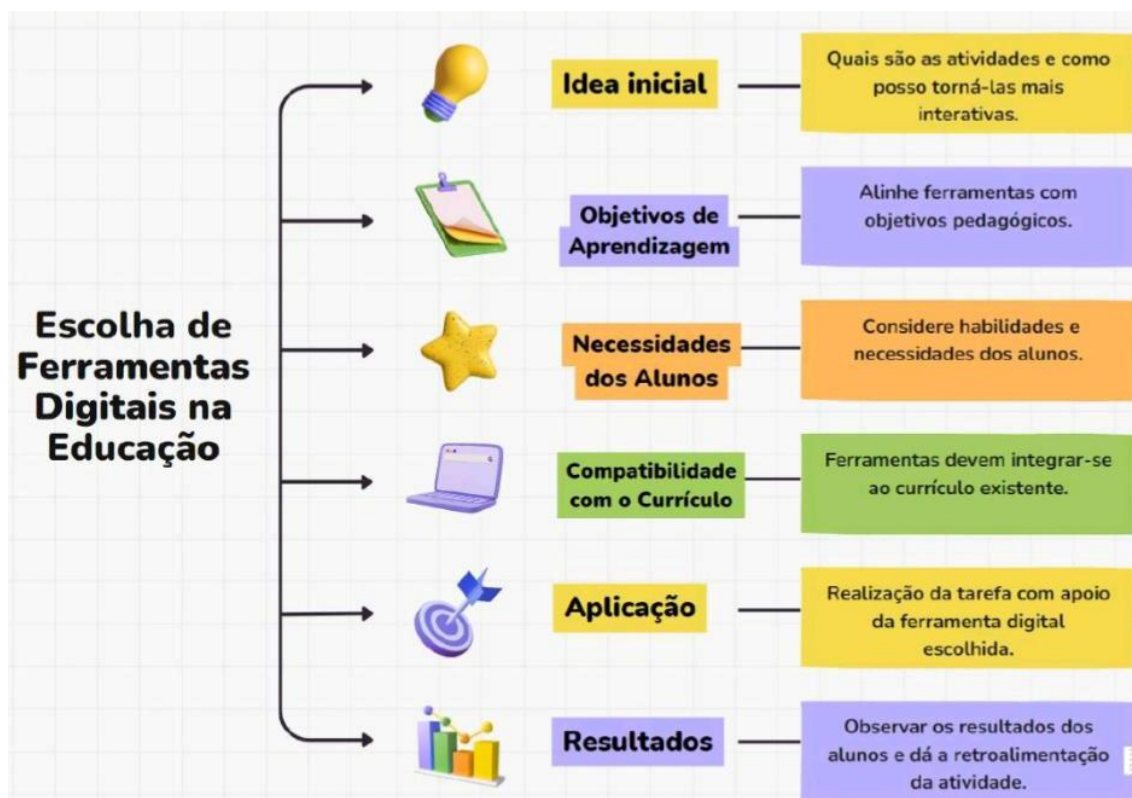 Escolha de
Ferramentas
Digitais na
Educação
Idea inicial
Quais são as atividades e como
posso torná-las mais
interativas.
Objetivos de
Aprendizagem
Alinhe ferramentas com
objetivos pedagógicos.
Necessidades
dos Alunos
Considere habilidades e
necessidades dos alunos.
Compatibilidade
com o Currículo
Ferramentas devem integrar-se
ao currículo existente.
Aplicação
Realização da tarefa com apoio
da ferramenta digital
escolhida.
Resultados
Observar os resultados dos
alunos e dá a retroalimentação
da atividade.